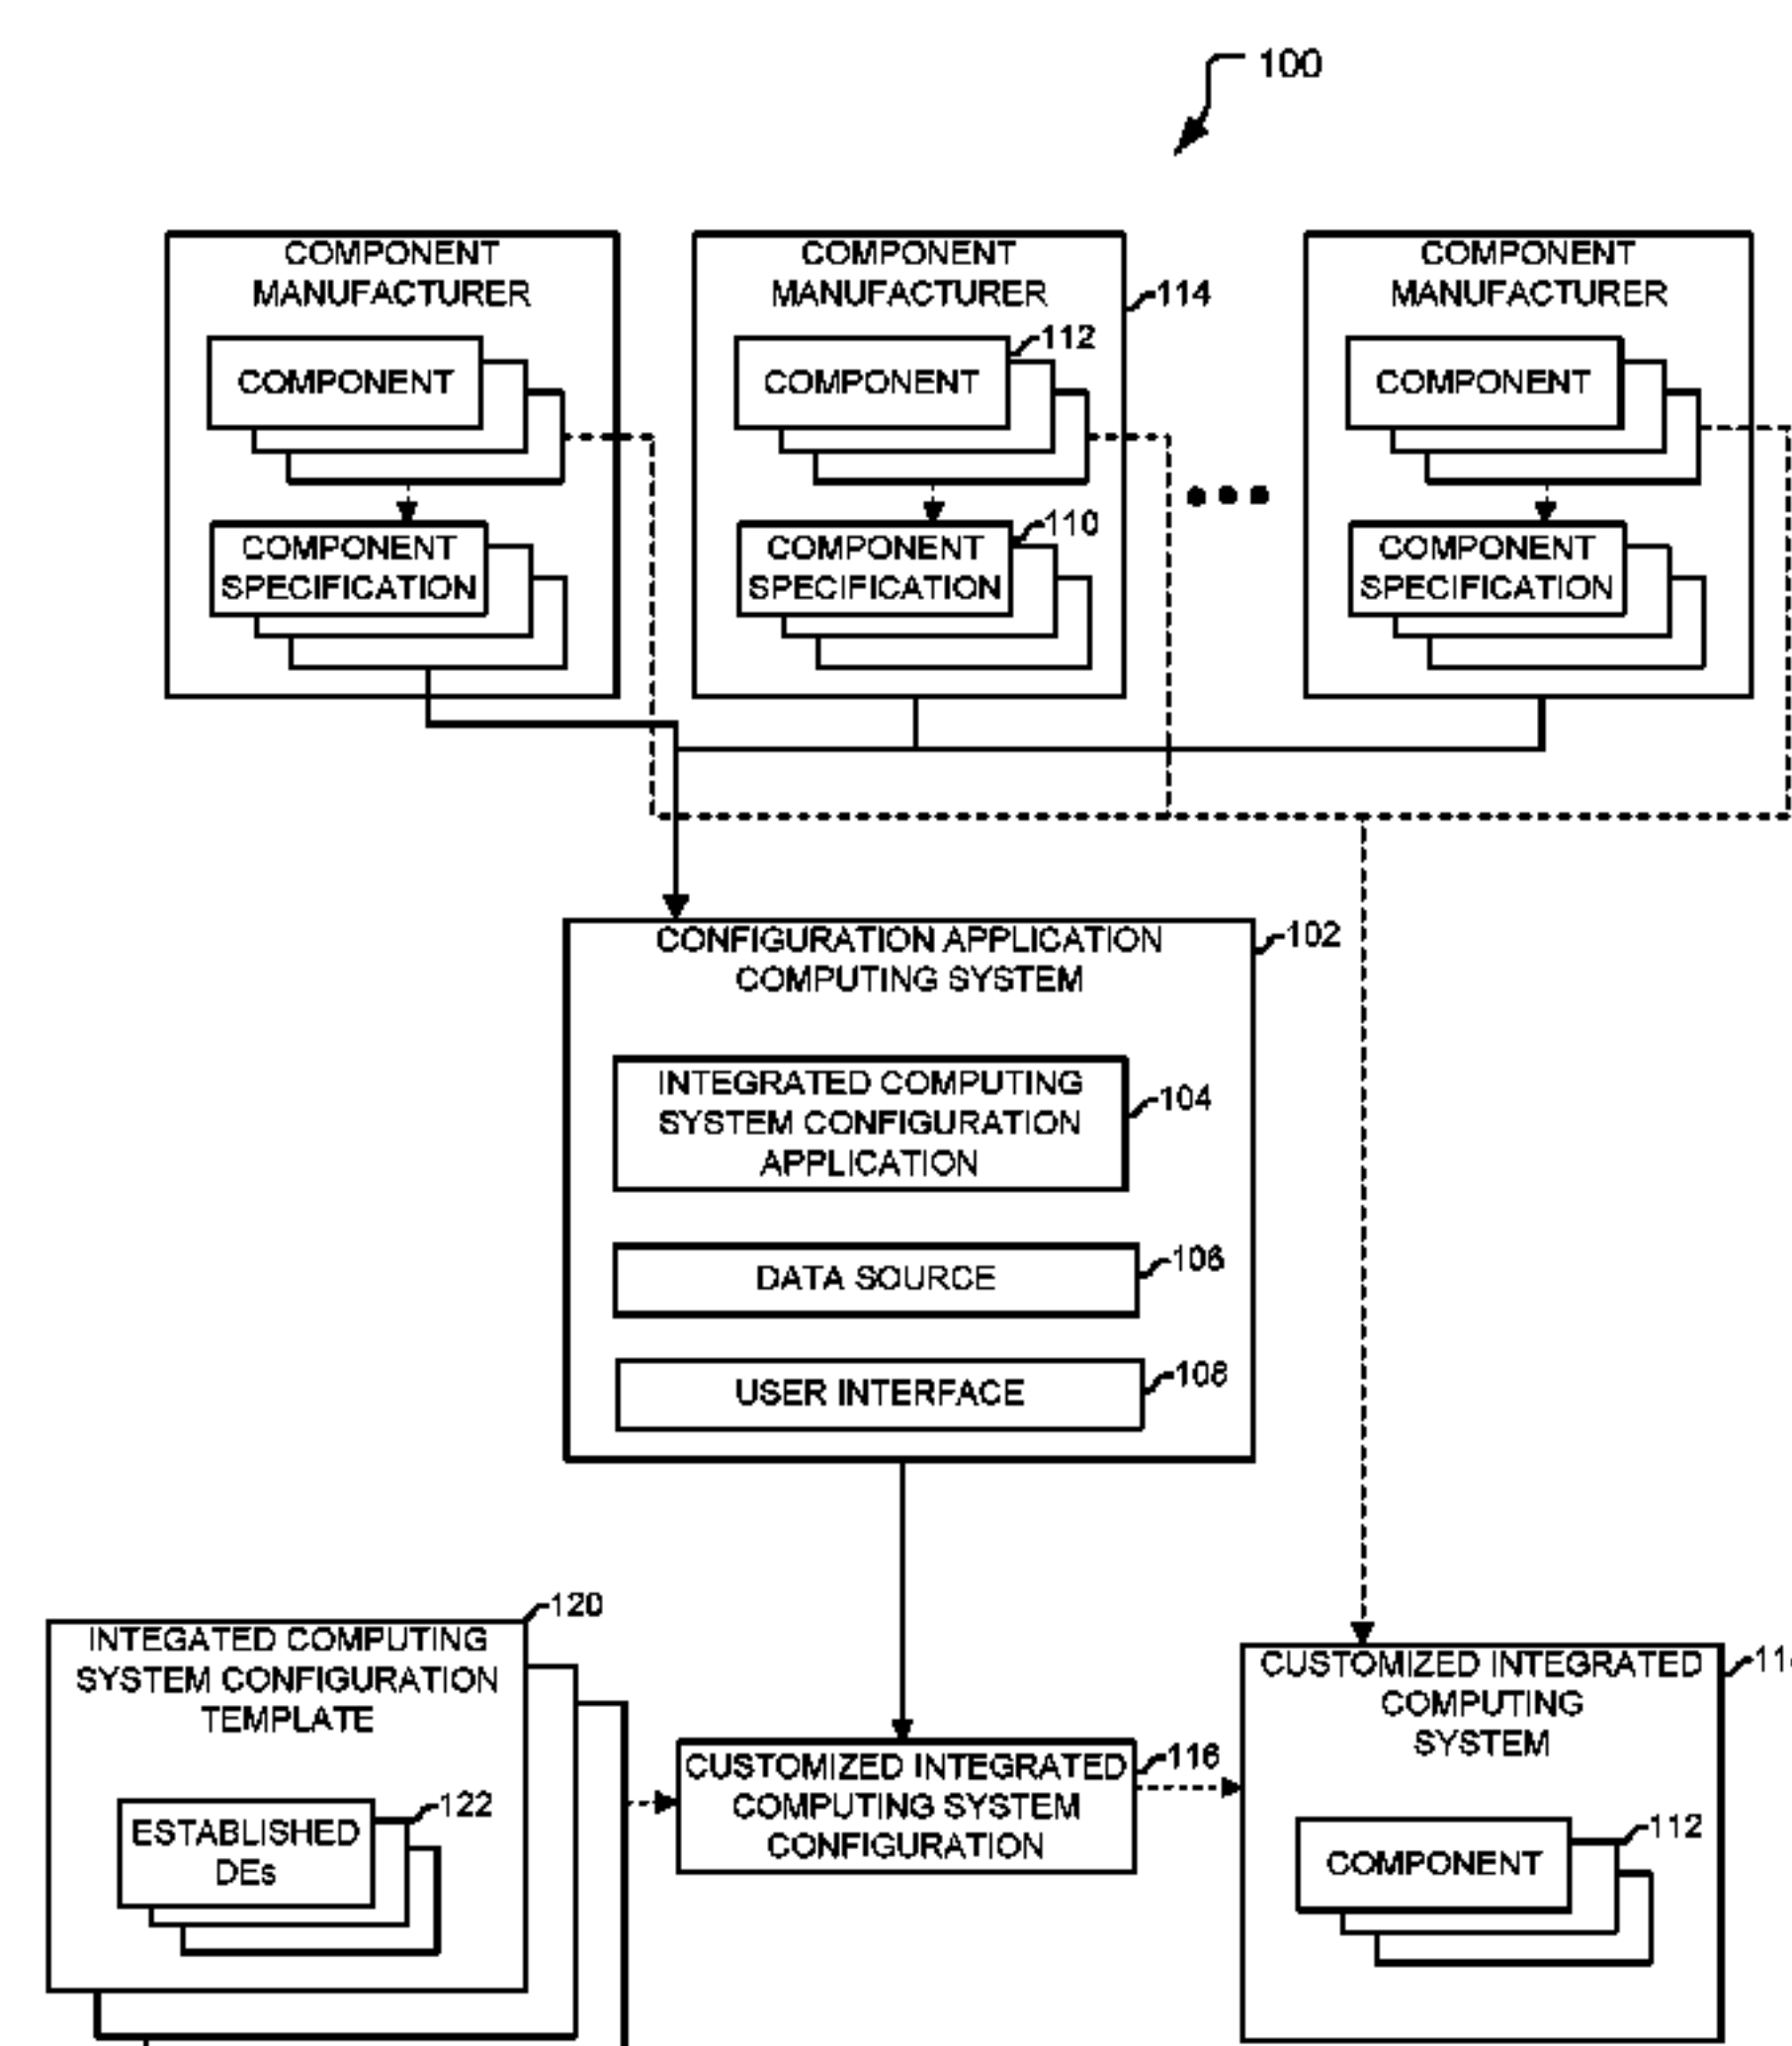 100
COMPONENT
MANUFACTURER
COMPONENT
COMPONENT
SPECIFICATION
COMPONENT
MANUFACTURER
114
112
COMPONENT
110
COMPONENT
SPECIFICATION
COMPONENT
MANUFACTURER
COMPONENT
COMPONENT
SPECIFICATION
CONFIGURATION APPLICATION
COMPUTING SYSTEM
102
INTEGRATED COMPUTING
SYSTEM CONFIGURATION
APPLICATION
104
DATA SOURCE
106
USER INTERFACE
108
120
INTEGATED COMPUTING
SYSTEM CONFIGURATION
TEMPLATE
122
ESTABLISHED
DEs
CUSTOMIZED INTEGRATED
COMPUTING SYSTEM
CONFIGURATION
116
CUSTOMIZED INTEGRATED
COMPUTING
SYSTEM
112
COMPONENT